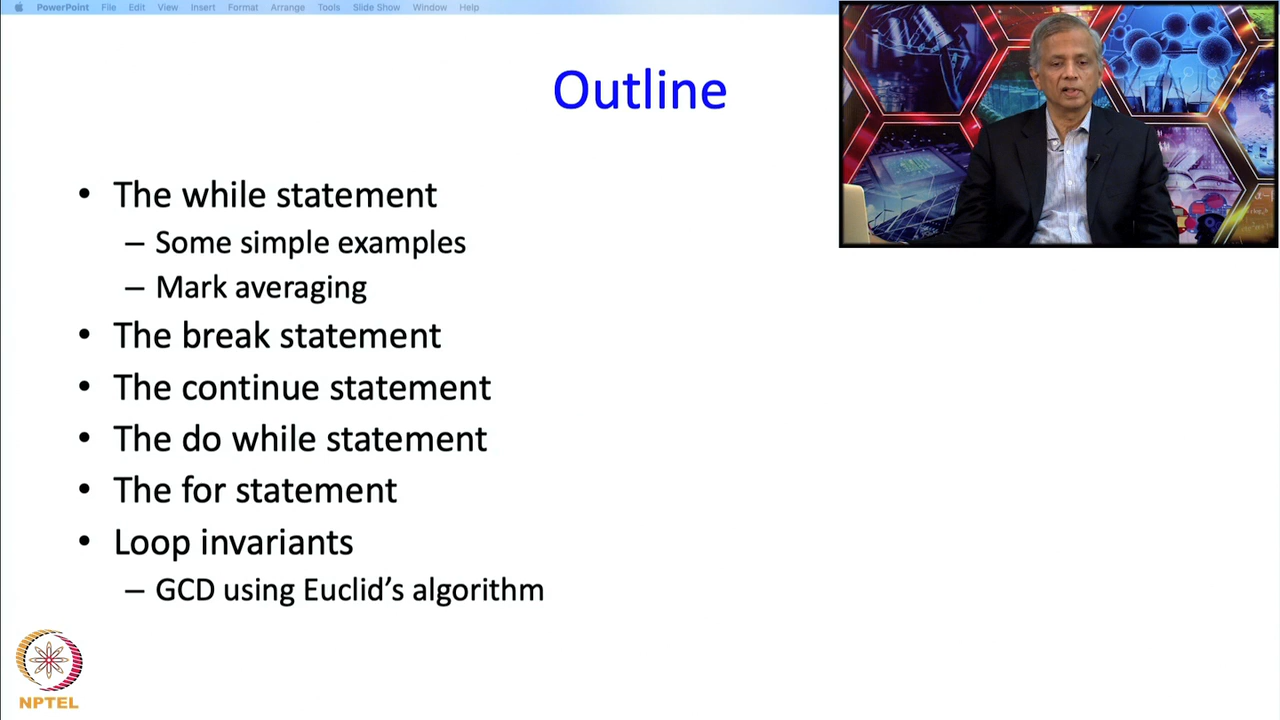 PowerPoint File Edit View Insert Format Arrange Tools Slide Show Window Help
Outline
• The while statement
– Some simple examples
– Mark averaging
• The break statement
• The continue statement
• The do while statement
• The for statement
• Loop invariants
– GCD using Euclid’s algorithm
NPTEL